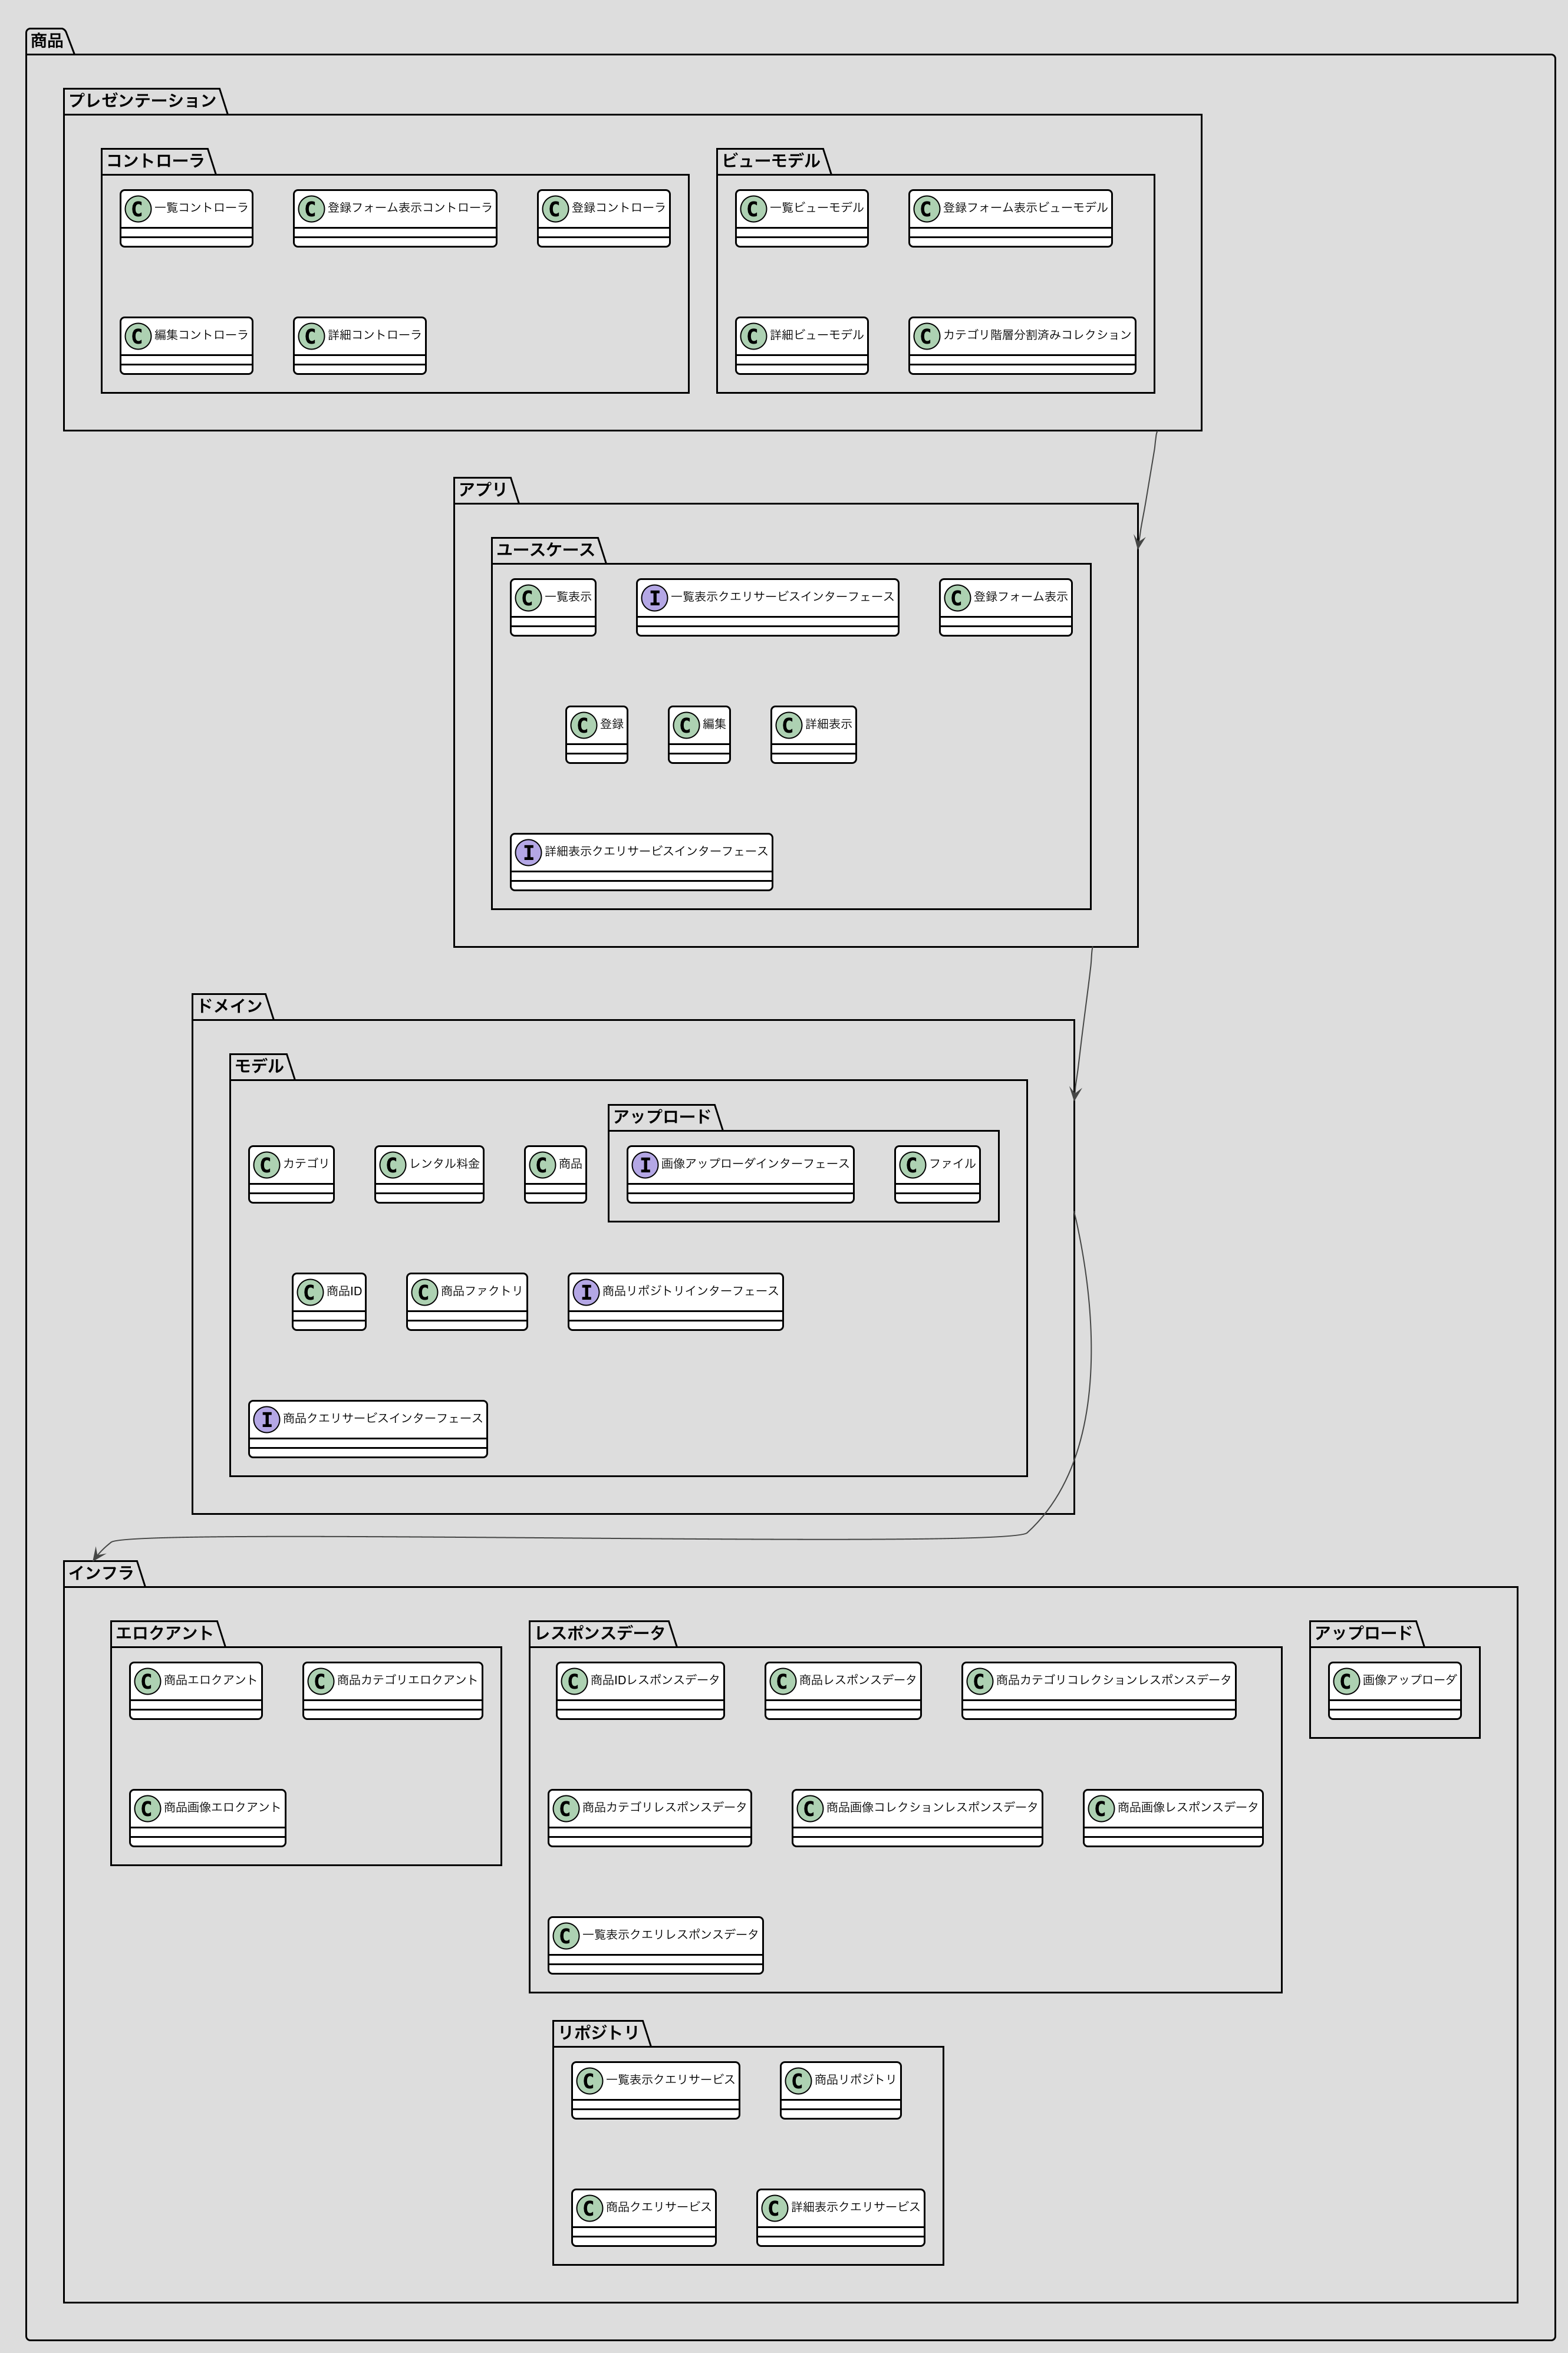 商品
プレゼンテーション
コントローラ
C 一覧コントローラ
C 登録フォーム表示コントローラ
C 登録コントローラ
C 編集コントローラ
C 詳細コントローラ
ビューモデル
C 一覧ビューモデル
C 登録フォーム表示ビューモデル
C 詳細ビューモデル
C カテゴリ階層分割済みコレクション
アプリ
ユースケース
C 一覧表示
I 一覧表示クエリサービスインターフェース
C 登録フォーム表示
C 登録
C 編集
C 詳細表示
I 詳細表示クエリサービスインターフェース
ドメイン
モデル
C カテゴリ
C レンタル料金
C 商品
アップロード
I 画像アップローダインターフェース
C ファイル
C 商品ID
C 商品ファクトリ
I 商品リポジトリインターフェース
I 商品クエリサービスインターフェース
インフラ
エロクアント
C 商品エロクアント
C 商品カテゴリエロクアント
C 商品画像エロクアント
レスポンスデータ
C 商品IDレスポンスデータ
C 商品レスポンスデータ
C 商品カテゴリコレクションレスポンスデータ
C 商品カテゴリレスポンスデータ
C 商品画像コレクションレスポンスデータ
C 商品画像レスポンスデータ
C 一覧表示クエリレスポンスデータ
アップロード
C 画像アップローダ
リポジトリ
C 一覧表示クエリサービス
C 商品リポジトリ
C 商品クエリサービス
C 詳細表示クエリサービス